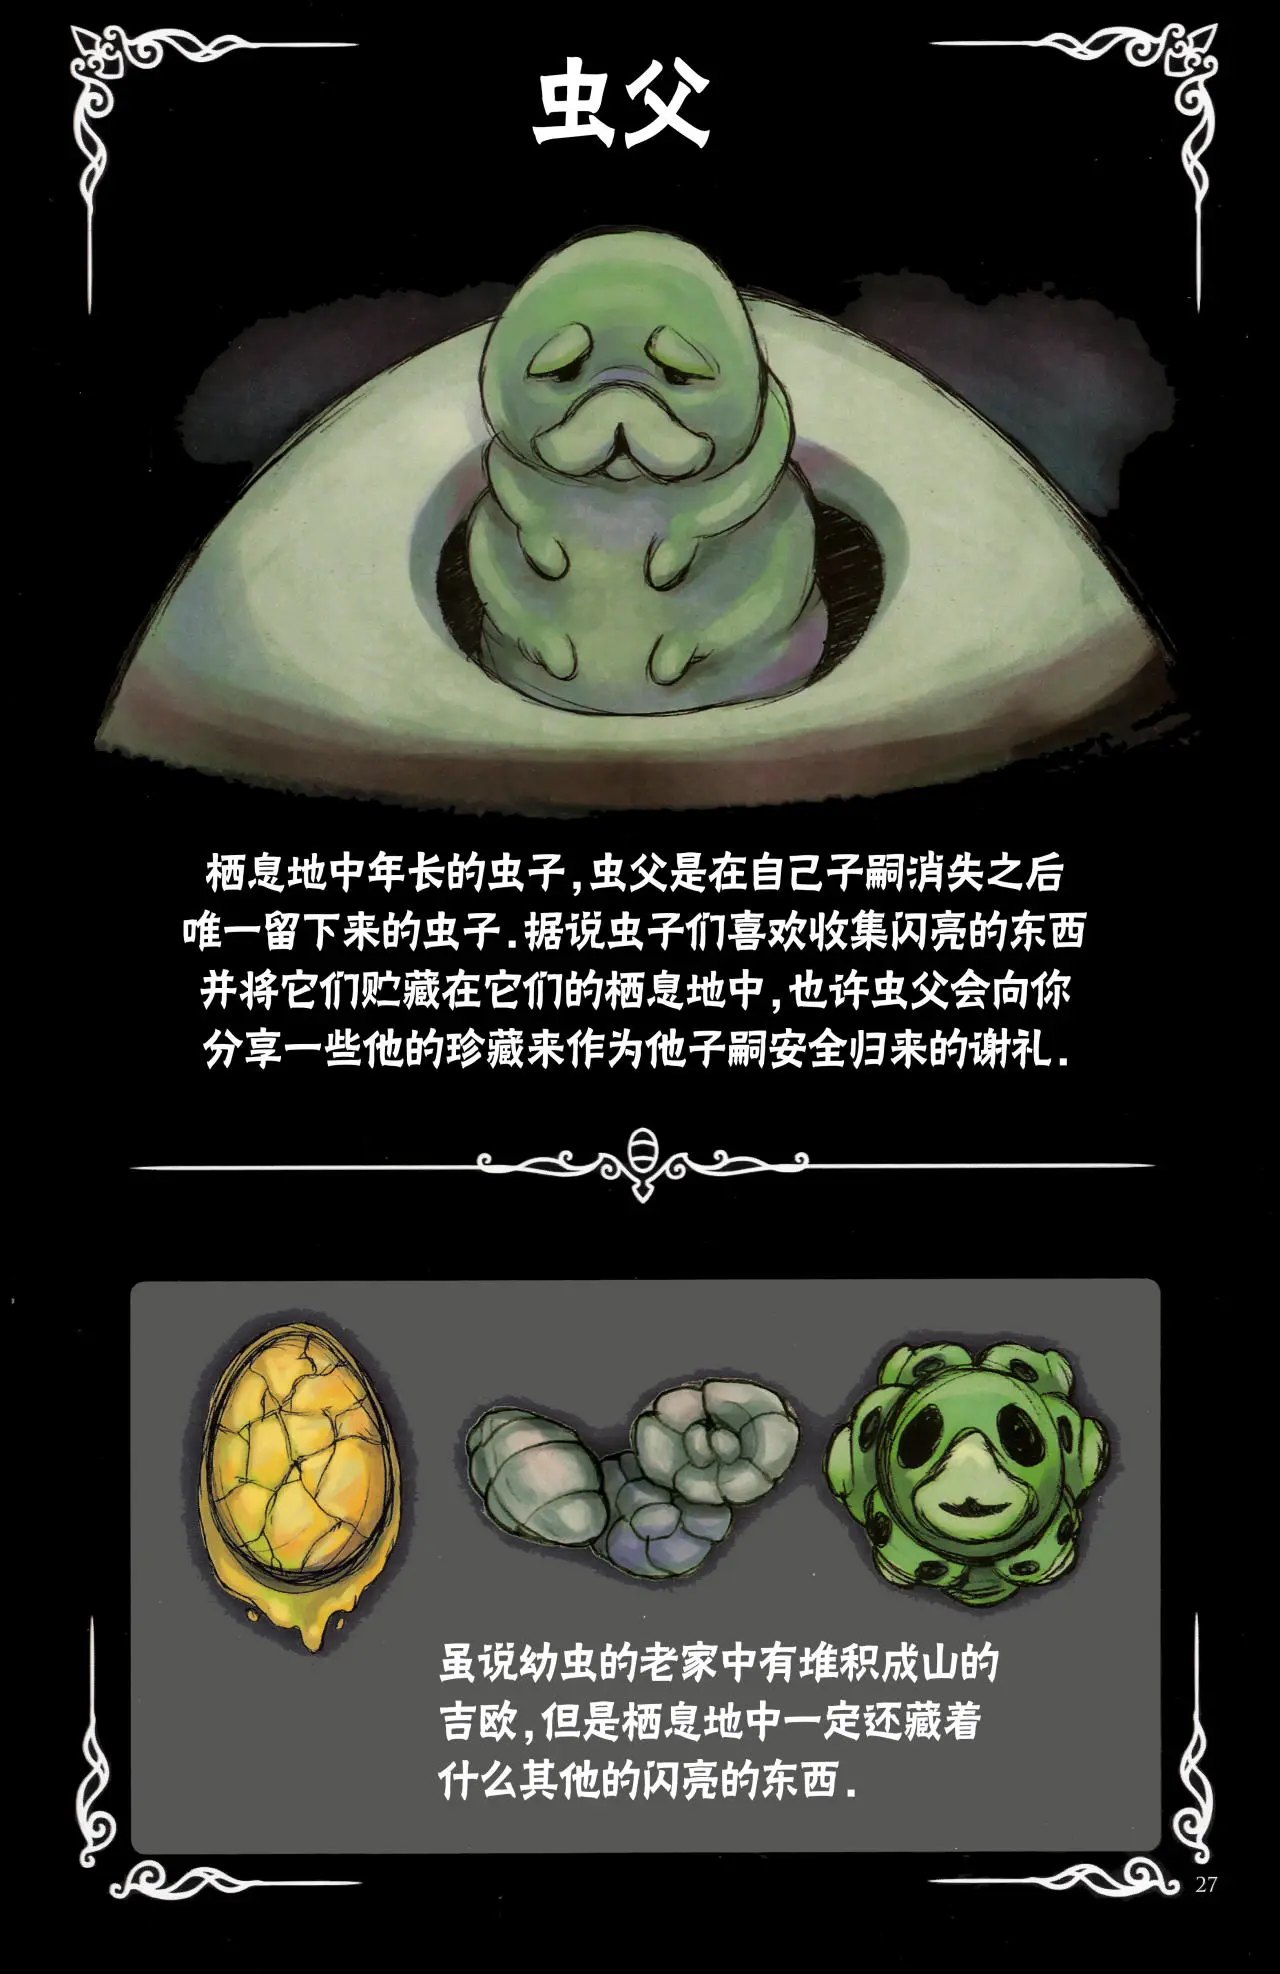 虫父
栖息地中年长的虫子,虫父是在自己子嗣消失之后
唯一留下来的虫子.据说虫子们喜欢收集闪亮的东西
并将它们贮藏在它们的栖息地中,也许虫父会向你
分享一些他的珍藏来作为他子嗣安全归来的谢礼.
虽说幼虫的老家中有堆积成山的
吉欧,但是栖息地中一定还藏着
什么其他的闪亮的东西.
27